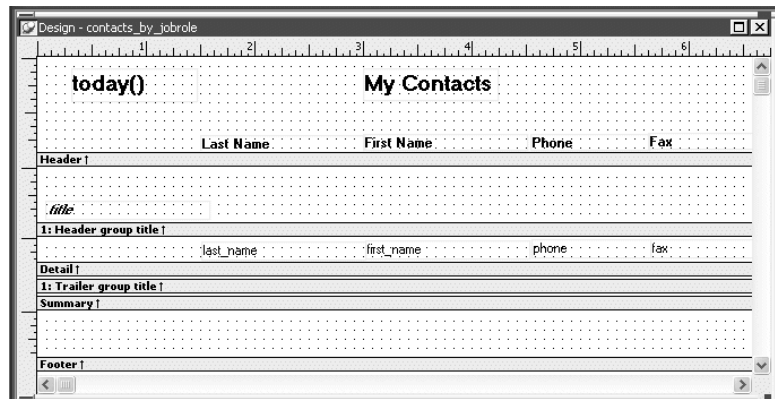 Design - contacts_by_jobrole
1 2 3 4 5 6
today() My Contacts
Last Name First Name Phone Fax
Header ↑
title
1: Header group title ↑
last_name first_name phone fax
Detail ↑
1: Trailer group title ↑
Summary ↑
Footer ↑